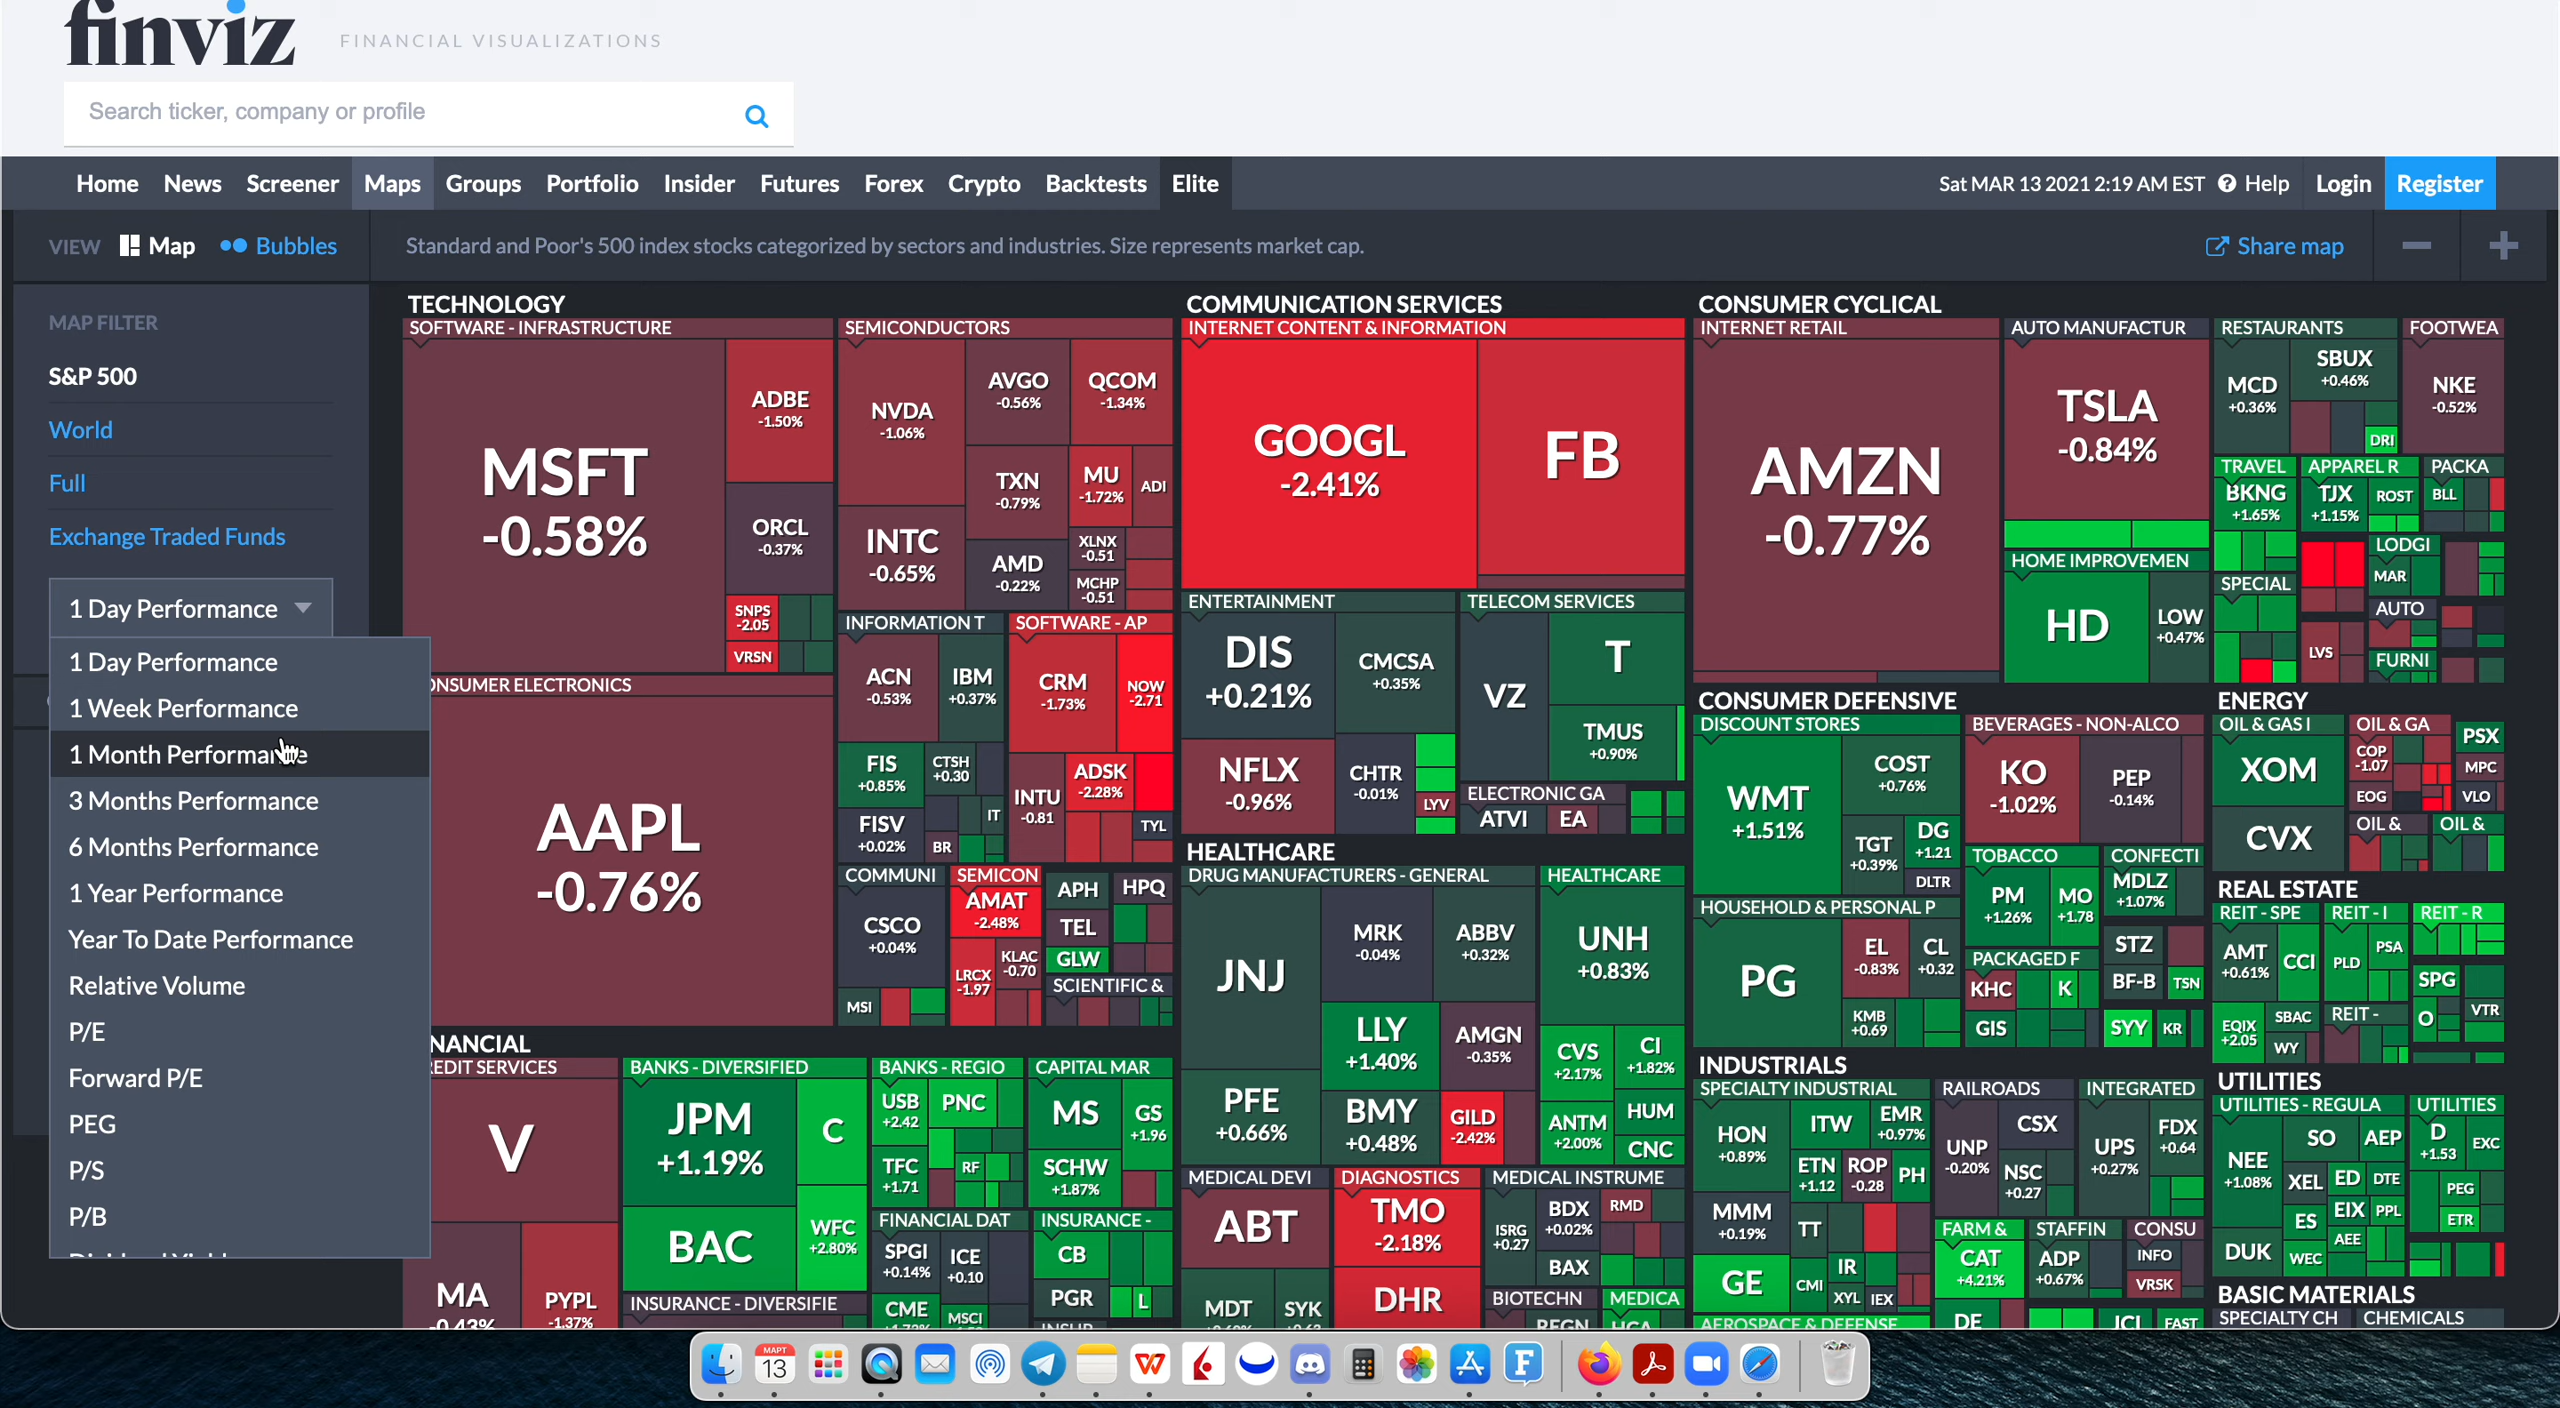 finviz
FINANCIAL VISUALIZATIONS
Search ticker, company or profile
Home News Screener Maps Groups Portfolio Insider Futures Forex Crypto Backtests Elite
Sat MAR 13 2021 2:19 AM EST Help Login Register
VIEW Map Bubbles
Standard and Poor's 500 index stocks categorized by sectors and industries. Size represents market cap.
Share map
MAP FILTER
S&P 500
World
Full
Exchange Traded Funds
1 Day Performance
1 Day Performance
1 Week Performance
1 Month Performance
3 Months Performance
6 Months Performance
1 Year Performance
Year To Date Performance
Relative Volume
P/E
Forward P/E
PEG
P/S
P/B
TECHNOLOGY
SOFTWARE - INFRASTRUCTURE
MSFT
-0.58%
ADBE
-1.50%
ORCL
-0.37%
SNPS
-2.05
VRSN
SEMICONDUCTORS
NVDA
-1.06%
AVGO
-0.56%
QCOM
-1.34%
INTC
-0.65%
TXN
-0.79%
MU
-1.72%
ADI
AMD
-0.22%
XLNX
-0.51
MCHP
-0.51
ONSUMER ELECTRONICS
AAPL
-0.76%
INFORMATION T
ACN
-0.53%
IBM
+0.37%
FIS
+0.85%
CTSH
+0.30
FISV
+0.02%
BR
IT
SOFTWARE - AP
CRM
-1.73%
NOW
-2.71
INTU
-0.81
ADSK
-2.28%
TYL
COMMUNI
CSCO
+0.04%
MSI
SEMICON
AMAT
-2.48%
LRCX
-1.97
KLAC
-0.70
APH
HPQ
TEL
GLW
SCIENTIFIC &
NANCIAL
EDIT SERVICES
V
MA
-0.43%
PYPL
-1.37%
BANKS - DIVERSIFIED
JPM
+1.19%
C
BAC
WFC
+2.80%
INSURANCE - DIVERSIFIE
BANKS - REGIO
USB
+2.42
PNC
TFC
+1.71
RF
FINANCIAL DAT
SPGI
+0.14%
ICE
+0.10
CME
MSCI
CAPITAL MAR
MS
GS
+1.96
SCHW
+1.87%
INSURANCE -
CB
PGR
L
COMMUNICATION SERVICES
INTERNET CONTENT & INFORMATION
GOOGL
-2.41%
FB
ENTERTAINMENT
DIS
+0.21%
CMCSA
+0.35%
NFLX
-0.96%
CHTR
-0.01%
LYV
TELECOM SERVICES
VZ
T
TMUS
+0.90%
ELECTRONIC GA
ATVI
EA
HEALTHCARE
DRUG MANUFACTURERS - GENERAL
JNJ
MRK
-0.04%
ABBV
+0.32%
LLY
+1.40%
AMGN
-0.35%
PFE
+0.66%
BMY
+0.48%
GILD
-2.42%
HEALTHCARE
UNH
+0.83%
CVS
+2.17%
CI
+1.82%
ANTM
+2.00%
HUM
CNC
MEDICAL DEVI
ABT
MDT
SYK
DIAGNOSTICS
TMO
-2.18%
DHR
MEDICAL INSTRUME
ISRG
+0.27
BDX
+0.02%
RMD
BAX
BIOTECHN
REGN
MEDICA
HCA
CONSUMER CYCLICAL
INTERNET RETAIL
AMZN
-0.77%
AUTO MANUFACTUR
TSLA
-0.84%
HOME IMPROVEMEN
HD
LOW
+0.47%
RESTAURANTS
MCD
+0.36%
SBUX
+0.46%
DRI
FOOTWEA
NKE
-0.52%
TRAVEL
BKNG
+1.65%
APPAREL R
TJX
+1.15%
ROST
PACKA
BLL
SPECIAL
LVS
LODGI
MAR
AUTO
FURNI
CONSUMER DEFENSIVE
DISCOUNT STORES
WMT
+1.51%
COST
+0.76%
TGT
+0.39%
DG
+1.21
DLTR
BEVERAGES - NON-ALCO
KO
-1.02%
PEP
-0.14%
TOBACCO
PM
+1.26%
MO
+1.78
CONFECTI
MDLZ
+1.07%
HOUSEHOLD & PERSONAL P
PG
EL
-0.83%
CL
+0.32
KMB
+0.69
PACKAGED F
KHC
K
GIS
STZ
BF-B
TSN
SYY
KR
ENERGY
OIL & GAS I
XOM
CVX
OIL & GA
COP
-1.07
EOG
PSX
MPC
VLO
OIL &
OIL &
REAL ESTATE
REIT - SPE
AMT
+0.61%
CCI
EQIX
+2.05
SBAC
WY
REIT - I
PLD
PSA
REIT - R
SPG
O
REIT -
VTR
INDUSTRIALS
SPECIALTY INDUSTRIAL
HON
+0.89%
ITW
EMR
+0.97%
ETN
+1.12
ROP
-0.28
PH
MMM
+0.19%
TT
GE
CMI
IR
XYL
IEX
AEROSPACE & DEFENSE
RAILROADS
UNP
-0.20%
CSX
NSC
+0.27
INTEGRATED
UPS
+0.27%
FDX
+0.64
FARM &
CAT
+4.21%
DE
STAFFIN
ADP
+0.67%
CONSU
INFO
VRSK
JCI
FAST
UTILITIES
UTILITIES - REGULA
NEE
+1.08%
SO
AEP
XEL
ED
DTE
ES
EIX
PPL
DUK
WEC
AEE
UTILITIES
D
+1.53
EXC
PEG
ETR
BASIC MATERIALS
SPECIALTY CH
CHEMICALS
МАРТ
13